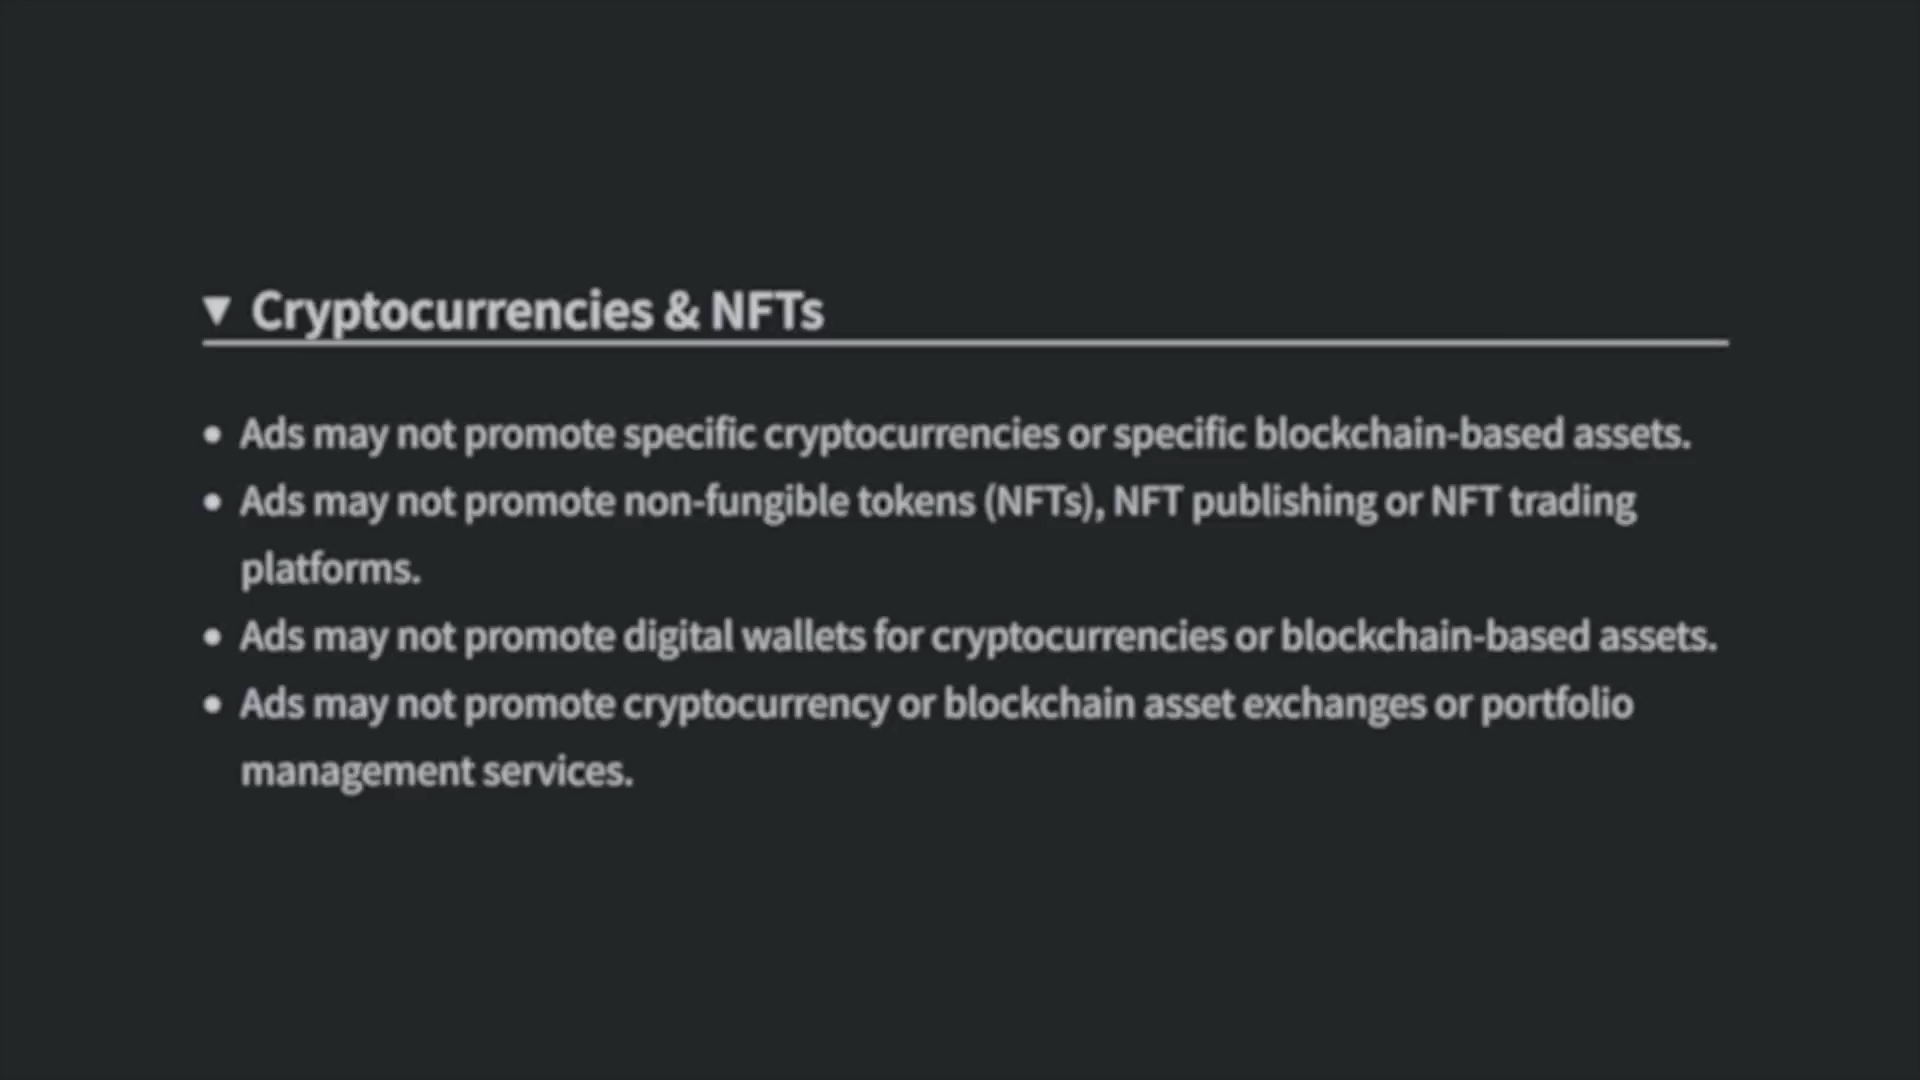 ▼ Cryptocurrencies & NFTs
• Ads may not promote specific cryptocurrencies or specific blockchain-based assets.
• Ads may not promote non-fungible tokens (NFTs), NFT publishing or NFT trading
platforms.
• Ads may not promote digital wallets for cryptocurrencies or blockchain-based assets.
• Ads may not promote cryptocurrency or blockchain asset exchanges or portfolio
management services.